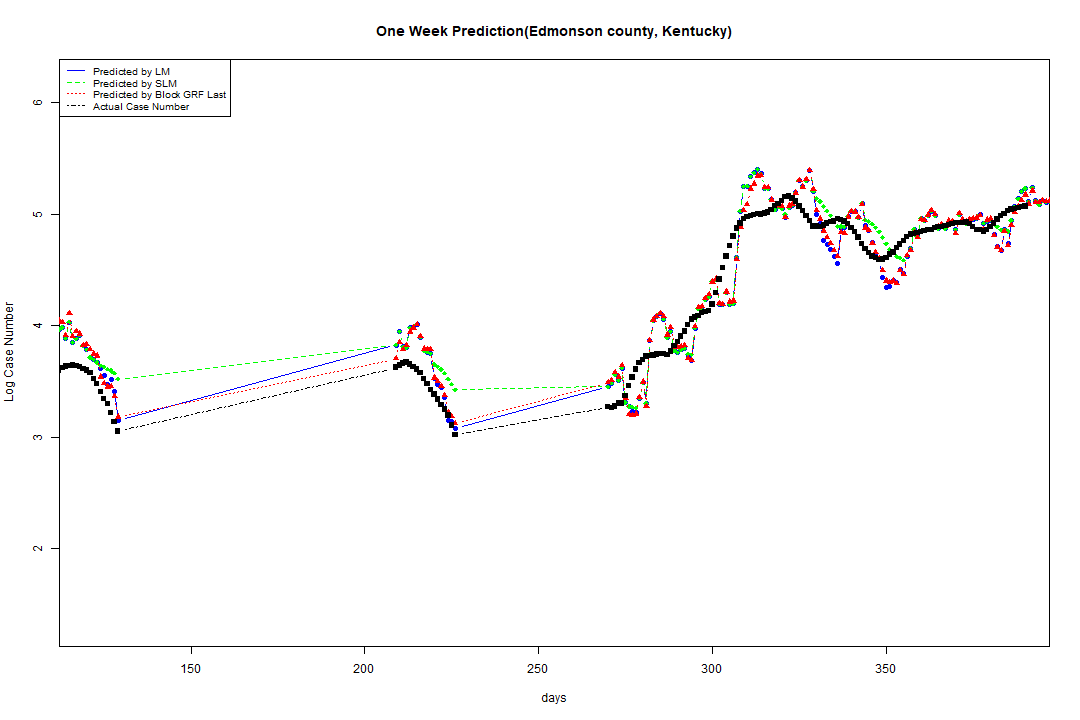 One Week Prediction(Edmonson county, Kentucky)
Predicted by LM
Predicted by SLM
Predicted by Block GRF Last
Actual Case Number
6
5
4
3
2
Log Case Number
150 200 250 300 350
days